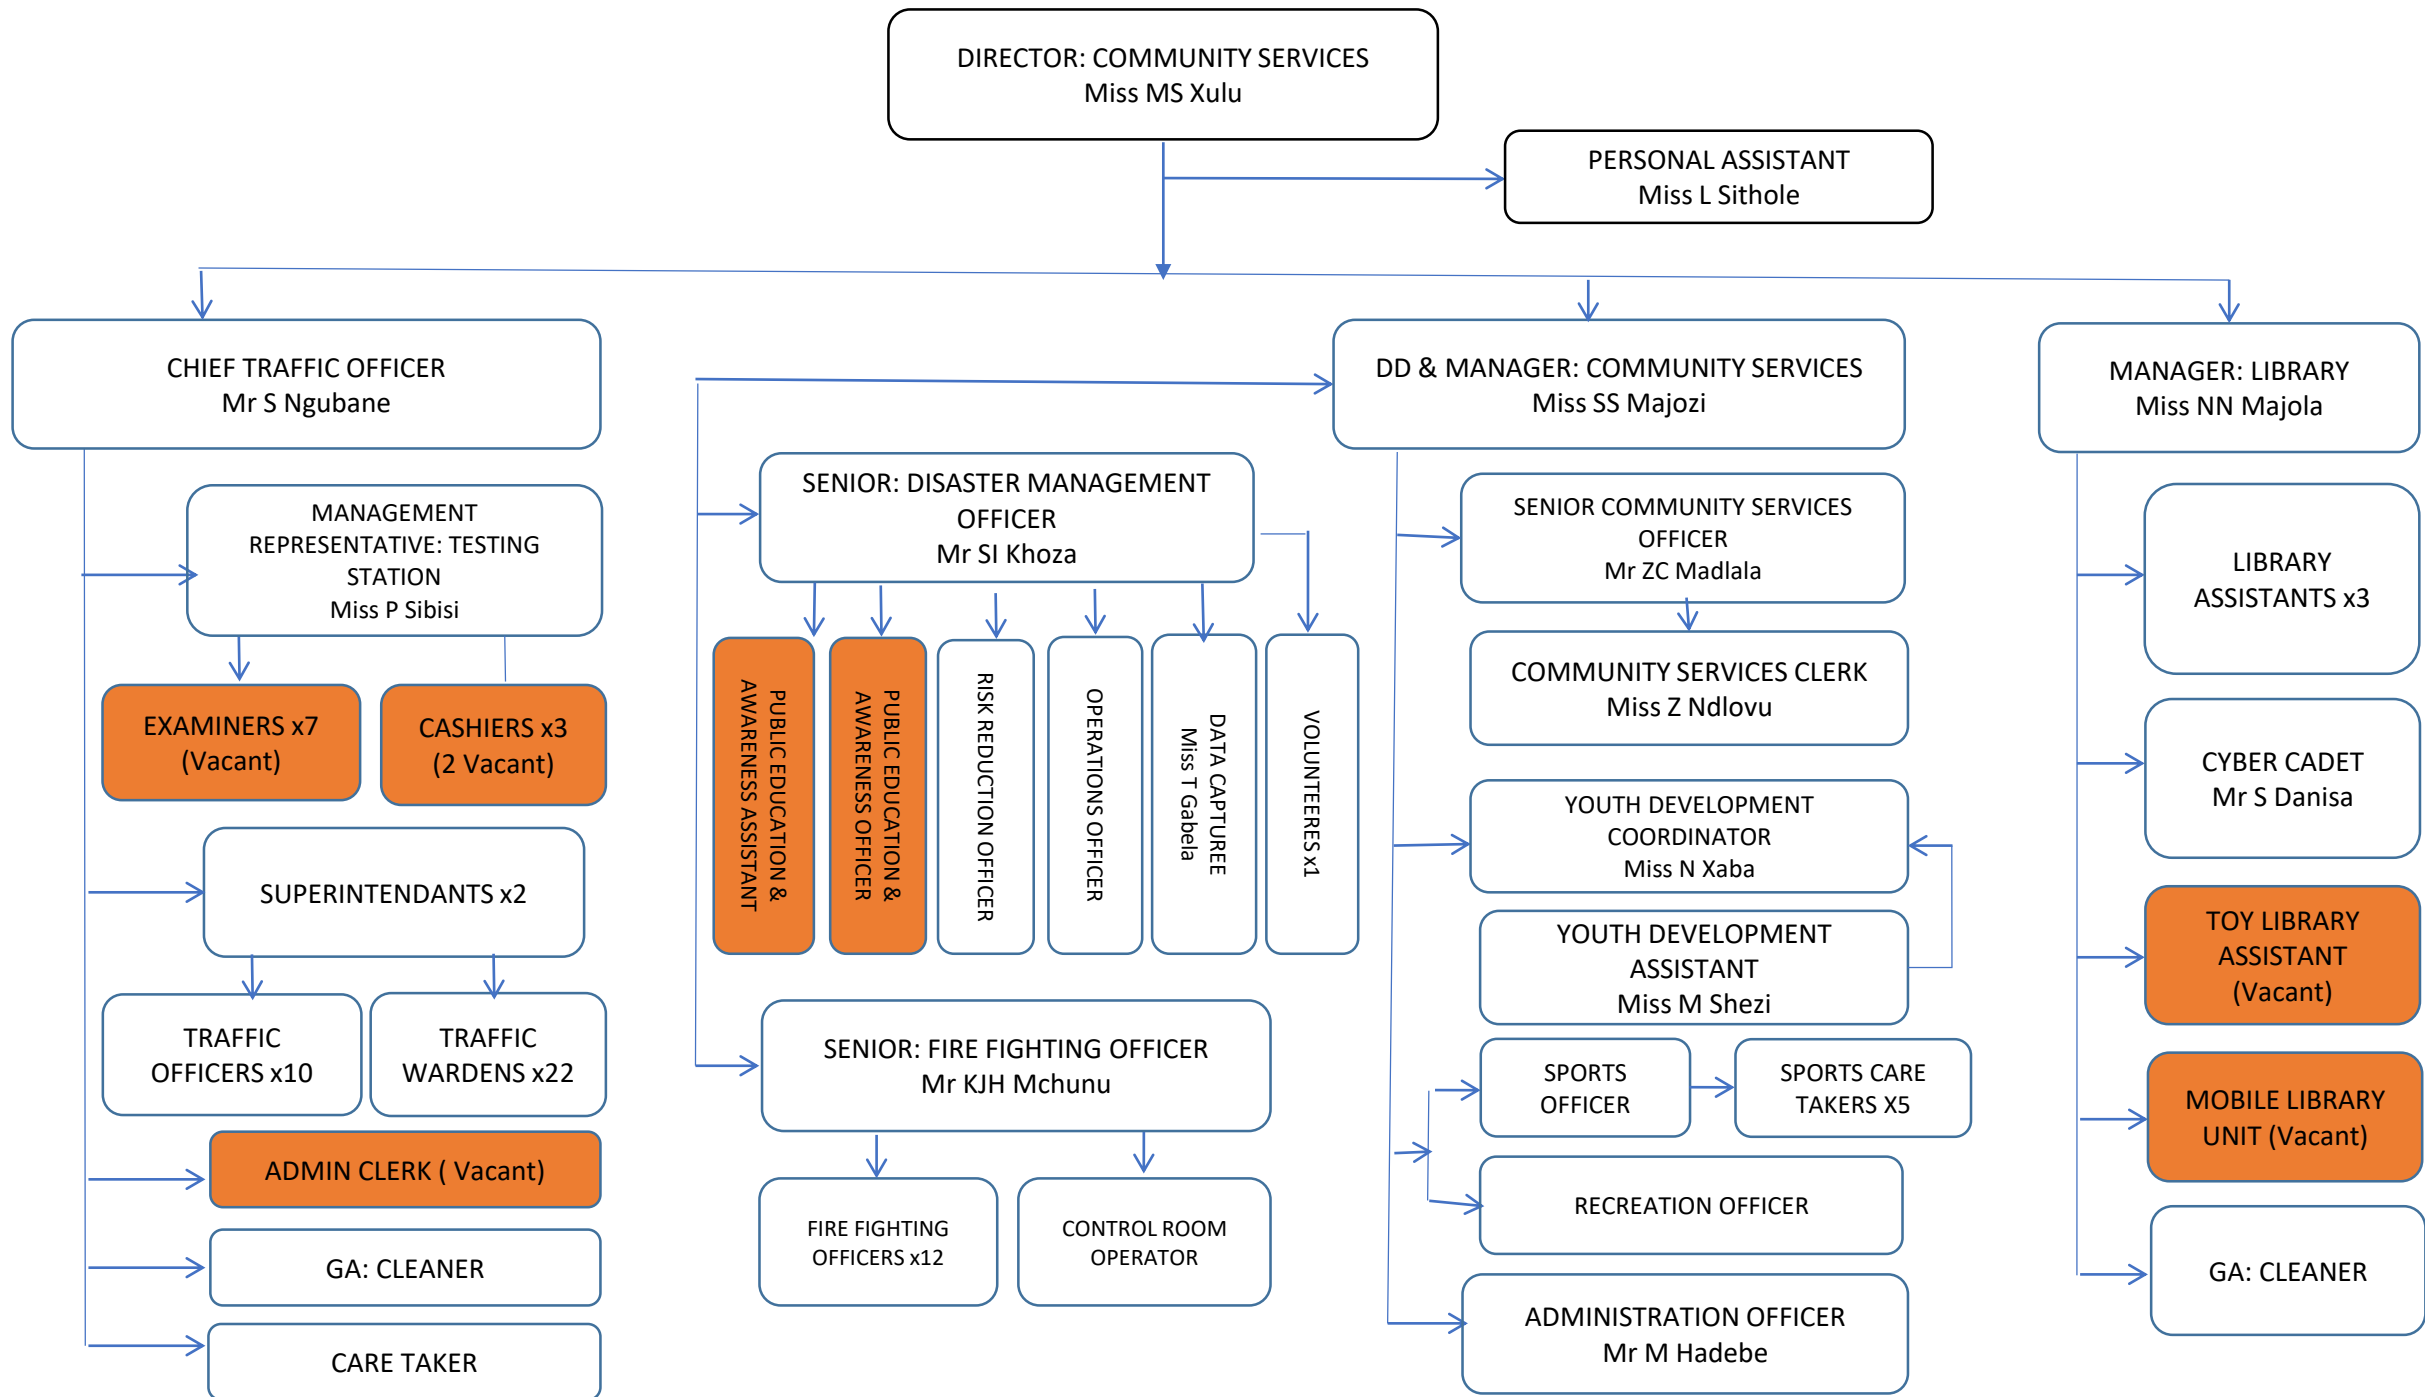 DIRECTOR: COMMUNITY SERVICES
Miss MS Xulu
PERSONAL ASSISTANT
Miss L Sithole
CHIEF TRAFFIC OFFICER
Mr S Ngubane
MANAGEMENT
REPRESENTATIVE: TESTING
STATION
Miss P Sibisi
EXAMINERS x7
(Vacant)
CASHIERS x3
(2 Vacant)
SUPERINTENDANTS x2
TRAFFIC
OFFICERS x10
TRAFFIC
WARDENS x22
ADMIN CLERK ( Vacant)
GA: CLEANER
CARE TAKER
DD & MANAGER: COMMUNITY SERVICES
Miss SS Majozi
SENIOR: DISASTER MANAGEMENT
OFFICER
Mr SI Khoza
PUBLIC EDUCATION &
AWARENESS ASSISTANT
PUBLIC EDUCATION &
AWARENESS OFFICER
RISK REDUCTION OFFICER
OPERATIONS OFFICER
DATA CAPTUREE
Miss T Gabela
VOLUNTEERES x1
SENIOR: FIRE FIGHTING OFFICER
Mr KJH Mchunu
FIRE FIGHTING
OFFICERS x12
CONTROL ROOM
OPERATOR
SENIOR COMMUNITY SERVICES
OFFICER
Mr ZC Madlala
COMMUNITY SERVICES CLERK
Miss Z Ndlovu
YOUTH DEVELOPMENT
COORDINATOR
Miss N Xaba
YOUTH DEVELOPMENT
ASSISTANT
Miss M Shezi
SPORTS
OFFICER
SPORTS CARE
TAKERS X5
RECREATION OFFICER
ADMINISTRATION OFFICER
Mr M Hadebe
MANAGER: LIBRARY
Miss NN Majola
LIBRARY
ASSISTANTS x3
CYBER CADET
Mr S Danisa
TOY LIBRARY
ASSISTANT
(Vacant)
MOBILE LIBRARY
UNIT (Vacant)
GA: CLEANER